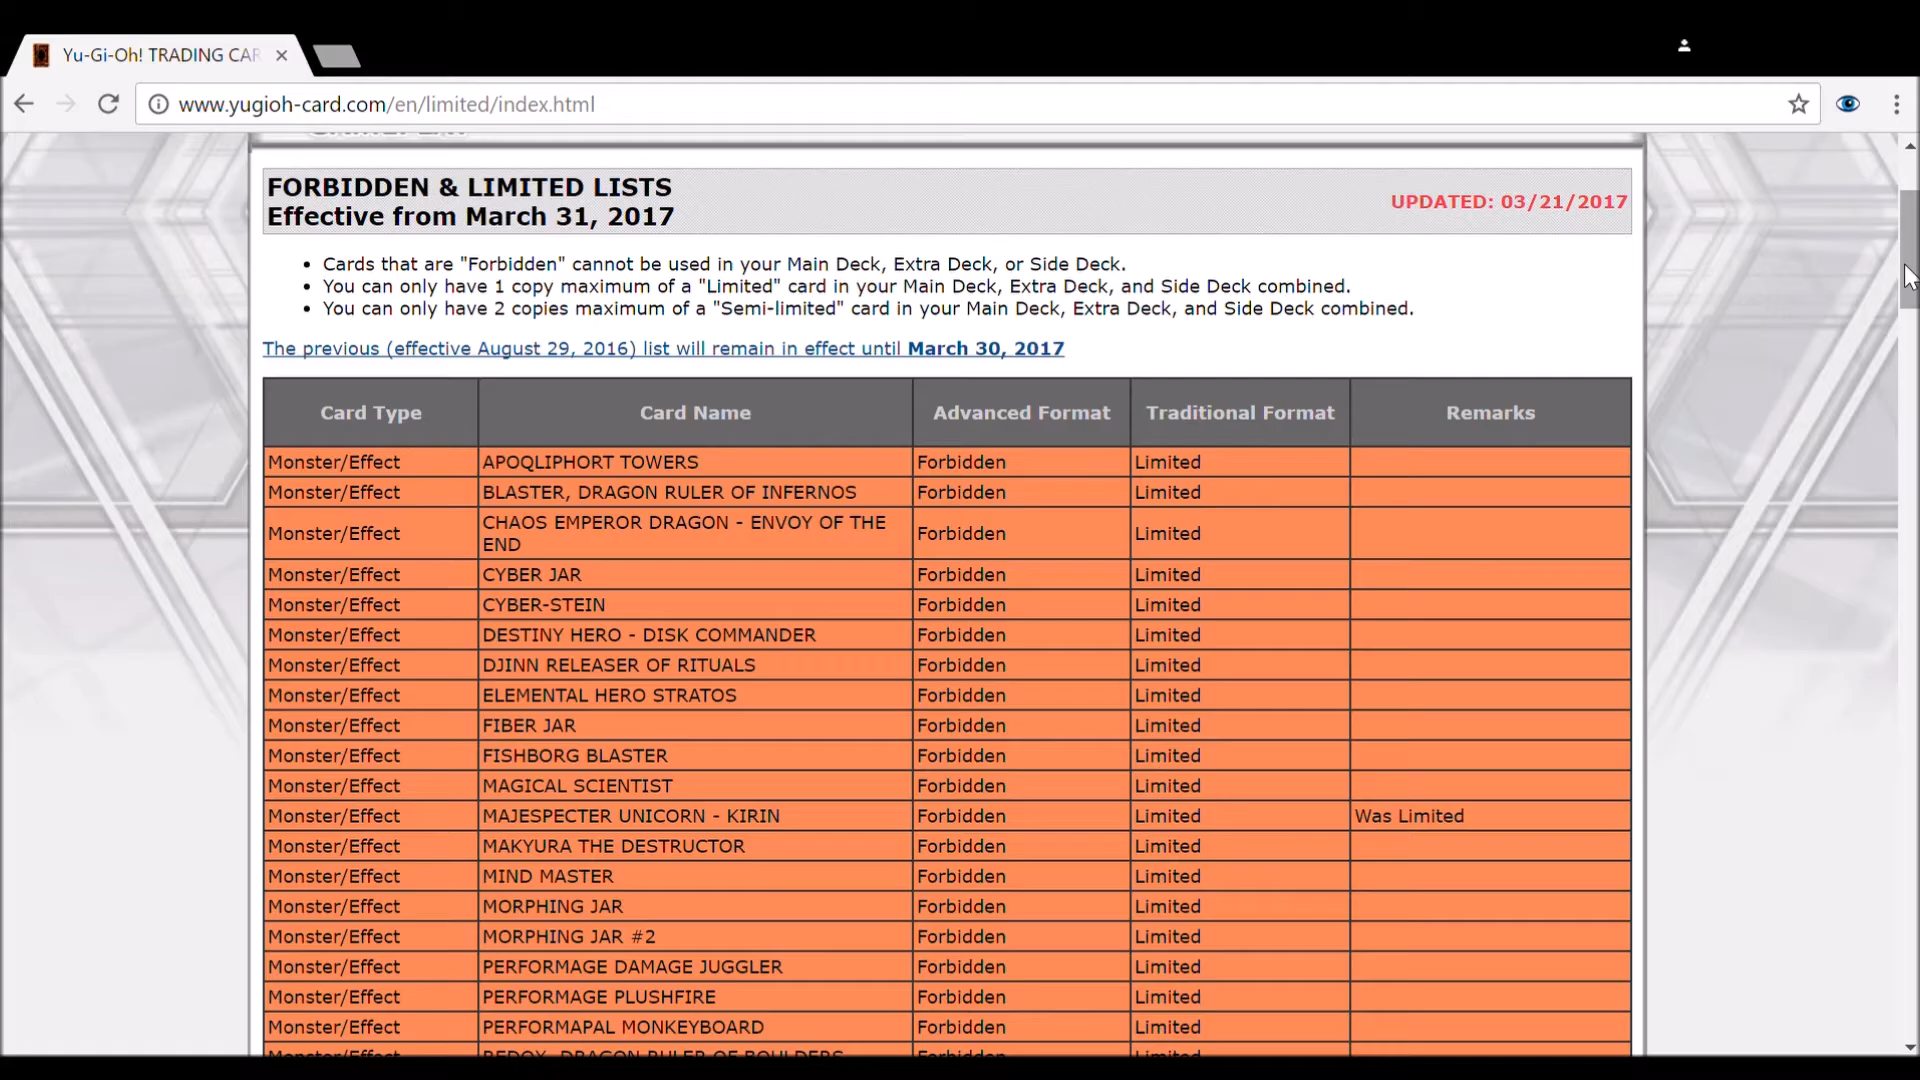 Yu-Gi-Oh! TRADING CAR
www.yugioh-card.com/en/limited/index.html
FORBIDDEN & LIMITED LISTS
Effective from March 31, 2017
UPDATED: 03/21/2017
• Cards that are "Forbidden" cannot be used in your Main Deck, Extra Deck, or Side Deck.
• You can only have 1 copy maximum of a "Limited" card in your Main Deck, Extra Deck, and Side Deck combined.
• You can only have 2 copies maximum of a "Semi-limited" card in your Main Deck, Extra Deck, and Side Deck combined.
The previous (effective August 29, 2016) list will remain in effect until March 30, 2017
Card Type Card Name Advanced Format Traditional Format Remarks
Monster/Effect APOQLIPHORT TOWERS Forbidden Limited
Monster/Effect BLASTER, DRAGON RULER OF INFERNOS Forbidden Limited
Monster/Effect CHAOS EMPEROR DRAGON - ENVOY OF THE
END Forbidden Limited
Monster/Effect CYBER JAR Forbidden Limited
Monster/Effect CYBER-STEIN Forbidden Limited
Monster/Effect DESTINY HERO - DISK COMMANDER Forbidden Limited
Monster/Effect DJINN RELEASER OF RITUALS Forbidden Limited
Monster/Effect ELEMENTAL HERO STRATOS Forbidden Limited
Monster/Effect FIBER JAR Forbidden Limited
Monster/Effect FISHBORG BLASTER Forbidden Limited
Monster/Effect MAGICAL SCIENTIST Forbidden Limited
Monster/Effect MAJESPECTER UNICORN - KIRIN Forbidden Limited Was Limited
Monster/Effect MAKYURA THE DESTRUCTOR Forbidden Limited
Monster/Effect MIND MASTER Forbidden Limited
Monster/Effect MORPHING JAR Forbidden Limited
Monster/Effect MORPHING JAR #2 Forbidden Limited
Monster/Effect PERFORMAGE DAMAGE JUGGLER Forbidden Limited
Monster/Effect PERFORMAGE PLUSHFIRE Forbidden Limited
Monster/Effect PERFORMAPAL MONKEYBOARD Forbidden Limited
Monster/Effect REDOX, DRAGON RULER OF BOULDERS Forbidden Limited